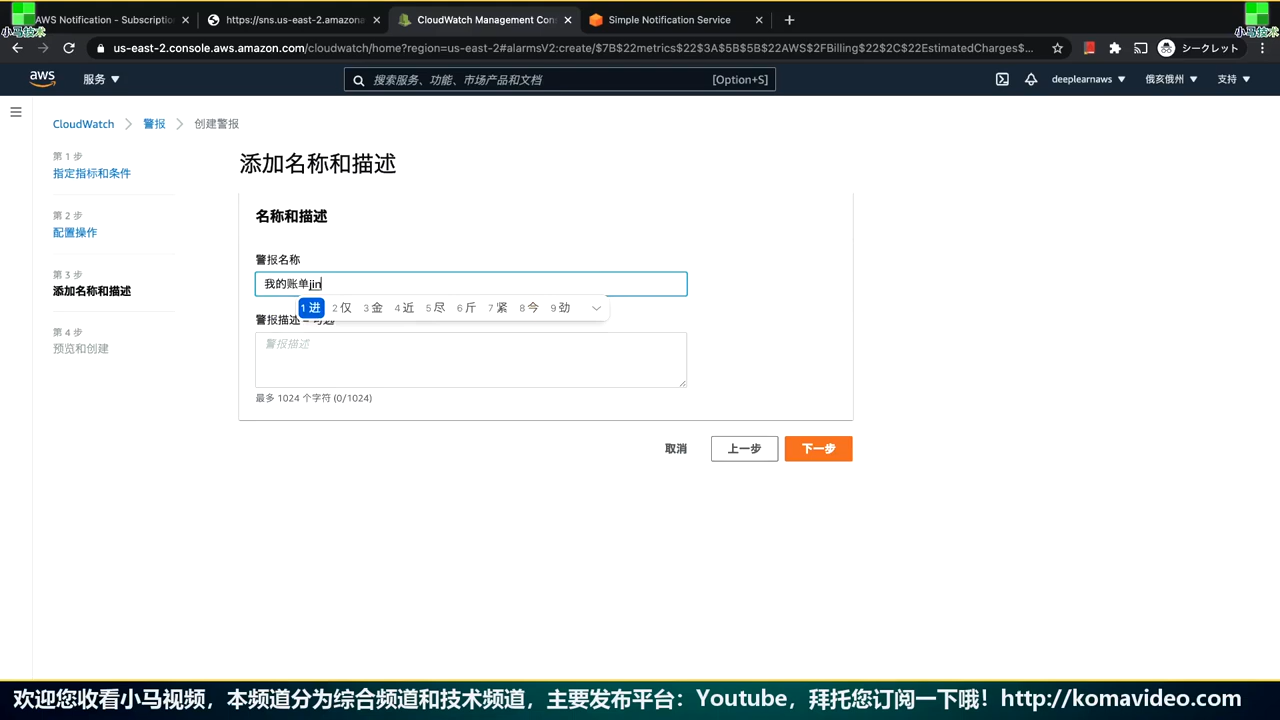 AWS Notification - Subscription
https://sns.us-east-2.amazona
CloudWatch Management Con
Simple Notification Service
小马技术
小马技术
us-east-2.console.aws.amazon.com/cloudwatch/home?region=us-east-2#alarmsV2:create/$7B$22metrics$22$3A$5B$5B$22AWS$2FBilling$22$2C$22EstimatedCharges$...
シークレット
aws
服务
搜索服务、功能、市场产品和文档
[Option+S]
deeplearnaws
俄亥俄州
支持
CloudWatch
警报
创建警报
第 1 步
指定指标和条件
第 2 步
配置操作
第 3 步
添加名称和描述
第 4 步
预览和创建
添加名称和描述
名称和描述
警报名称
我的账单jin
1 进 2 仅 3 金 4 近 5 尽 6 斤 7 紧 8 今 9 劲
警报描述 - 可选
警报描述
最多 1024 个字符 (0/1024)
取消
上一步
下一步
欢迎您收看小马视频，本频道分为综合频道和技术频道，主要发布平台：Youtube，拜托您订阅一下哦！http://komavideo.com